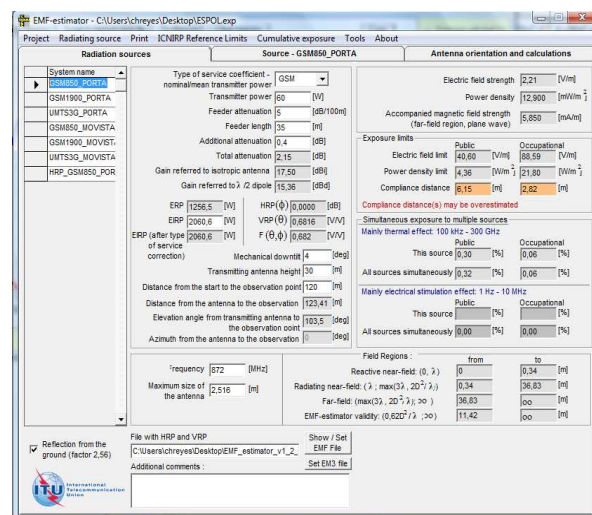 EMF-estimator - C:\Users\chreyes\Desktop\ESPOL.exp
Project Radiating source Print ICNIRP Reference Limits Cumulative exposure Tools About
Radiation sources
Source - GSM850_PORTA
Antenna orientation and calculations
System name
GSM850_PORTA
GSM1900_PORTA
UMTS3G_PORTA
GSM850_MOVISTA
GSM1900_MOVIST.
UMTS3G_MOVISTA
HRP_GSM850_POR
Type of service coefficient - nominal/mean transmitter power GSM
Transmitter power 60 [W]
Feeder attenuation 5 [dB/100m]
Feeder length 35 [m]
Additional attenuation 0,4 [dB]
Total attenuation 2,15 [dB]
Gain referred to isotropic antenna 17,50 [dBi]
Gain referred to λ /2 dipole 15,36 [dBd]
ERP 1256,5 [W] HRP(ϕ) 0,0000 [dB]
EIRP 2060,6 [W] VRP(θ) 0,6816 [V/V]
EIRP (after type of service correction) 2060,6 [W] F (θ,ϕ) 0,682 [V/V]
Mechanical downtilt 4 [deg]
Transmitting antenna height 30 [m]
Distance from the start to the observation point 120 [m]
Distance from the antenna to the observation 123,41 [m]
Elevation angle from transmitting antenna to the observation point 103,5 [deg]
Azimuth from the antenna to the observation 0 [deg]
Electric field strength 2,21 [V/m]
Power density 12,900 [mW/m 2]
Accompanied magnetic field strength (far-field region, plane wave) 5,850 [mA/m]
Exposure limits
Public Occupational
Electric field limit 40,60 [V/m] 88,59 [V/m]
Power density limit 4,36 [W/m 2] 21,80 [W/m 2]
Compliance distance 6,15 [m] 2,82 [m]
Compliance distance(s) may be overestimated
Simultaneous exposure to multiple sources
Mainly thermal effect: 100 kHz - 300 GHz
Public Occupational
This source 0,30 [%] 0,06 [%]
All sources simultaneously 0,32 [%] 0,06 [%]
Mainly electrical stimulation effect: 1 Hz - 10 MHz
Public Occupational
This source [%] [%]
All sources simultaneously 0,00 [%] 0,00 [%]
Frequency 872 [MHz]
Maximum size of the antenna 2,516 [m]
Field Regions :
from to
Reactive near-field: (0, λ) 0 0,34 [m]
Radiating near-field: ( λ ; max(3λ , 2D²/ λ)) 0,34 36,83 [m]
Far-field: (max(3λ , 2D²/ λ); ∞ ) 36,83 oo [m]
EMF-estimator validity: (0,62D²/ λ ;∞) 11,42 oo [m]
Reflection from the ground (factor 2,56)
File with HRP and VRP
C:\Users\chreyes\Desktop\EMF_estimator_v1_2_
Show / Set EMF File
Additional comments :
Set EM3 file
ITU International Telecommunication Union